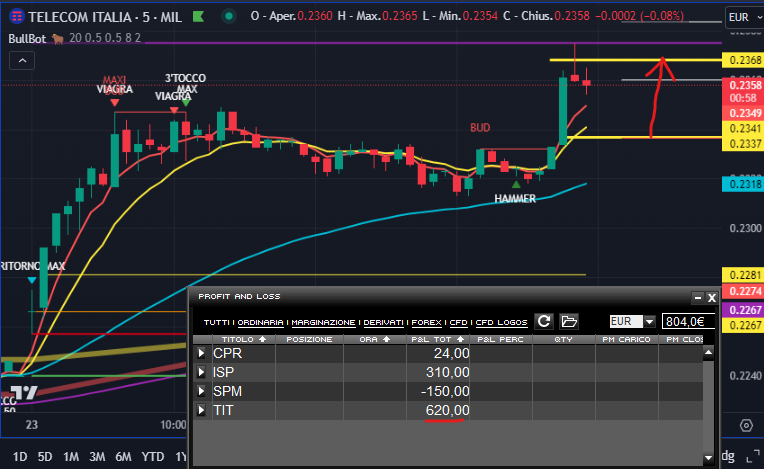 TELECOM ITALIA · 5 · MIL O - Aper.0.2360 H - Max.0.2365 L - Min.0.2354 C - Chius.0.2358 -0.0002 (-0.08%) EUR
BullBot 20 0.5 0.5 8 2
0.2368
3'TOCCO
MAX
VIAGRA
VIAGRA
0.2358
00:58
0.2349
0.2341
0.2337
BUD
0.2318
HAMMER
0.2300
RITORNO MAX
0.2281
0.2274
0.2267
0.2267
0.2240
PROFIT AND LOSS
TUTTI | ORDINARIA | MARGINAZIONE | DERIVATI | FOREX | CFD | CFD LOGOS EUR 804,0€
TITOLO POSIZIONE ORA P&L TOT P&L PERC QTY PM CARICO PM CLOS
CPR 24,00
ISP 310,00
SPM -150,00
TIT 620,00
50
23 10:00
1D 5D 1M 3M 6M YTD 1Y